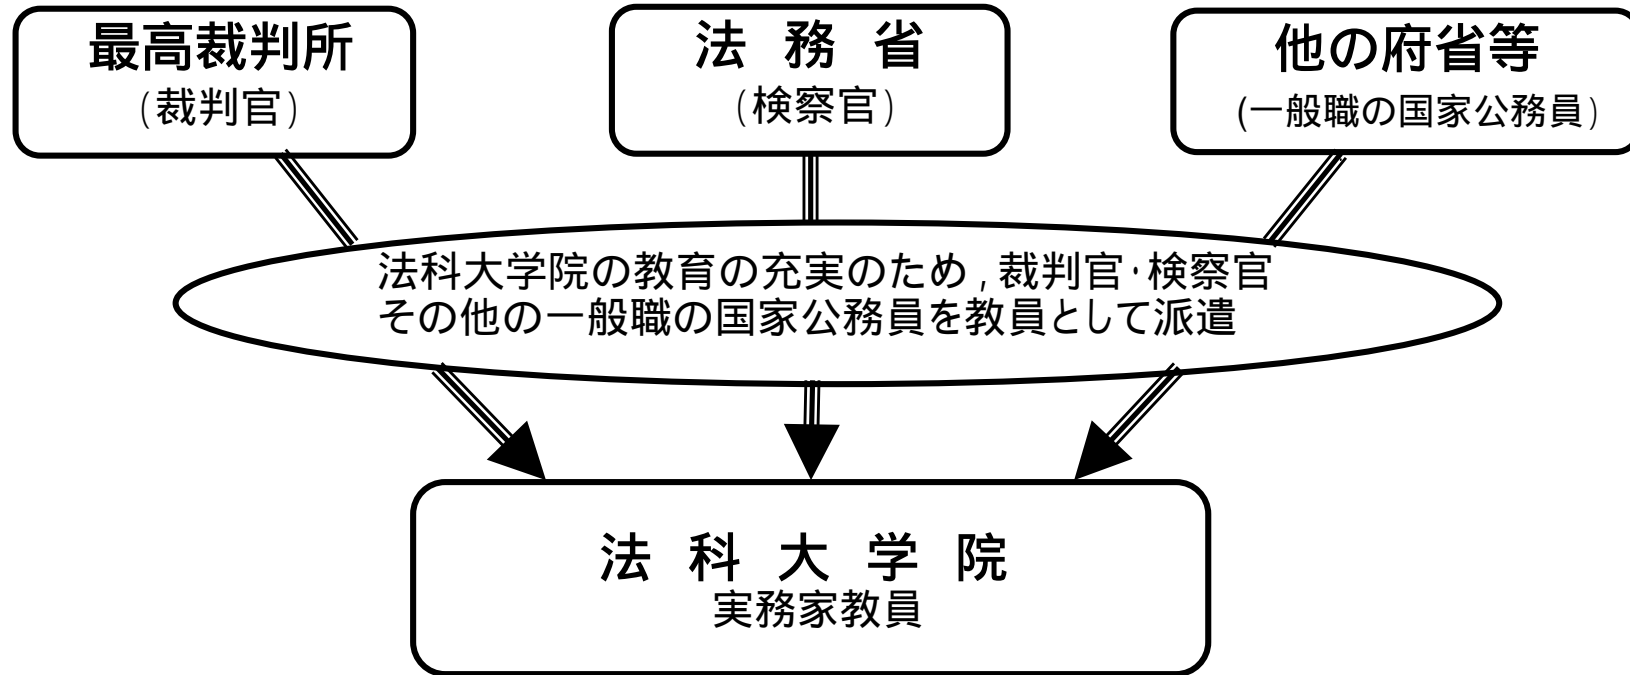 最高裁判所
(裁判官)
法務省
(検察官)
他の府省等
(一般職の国家公務員)
法科大学院の教育の充実のため,裁判官・検察官
その他の一般職の国家公務員を教員として派遣
法科大学院
実務家教員